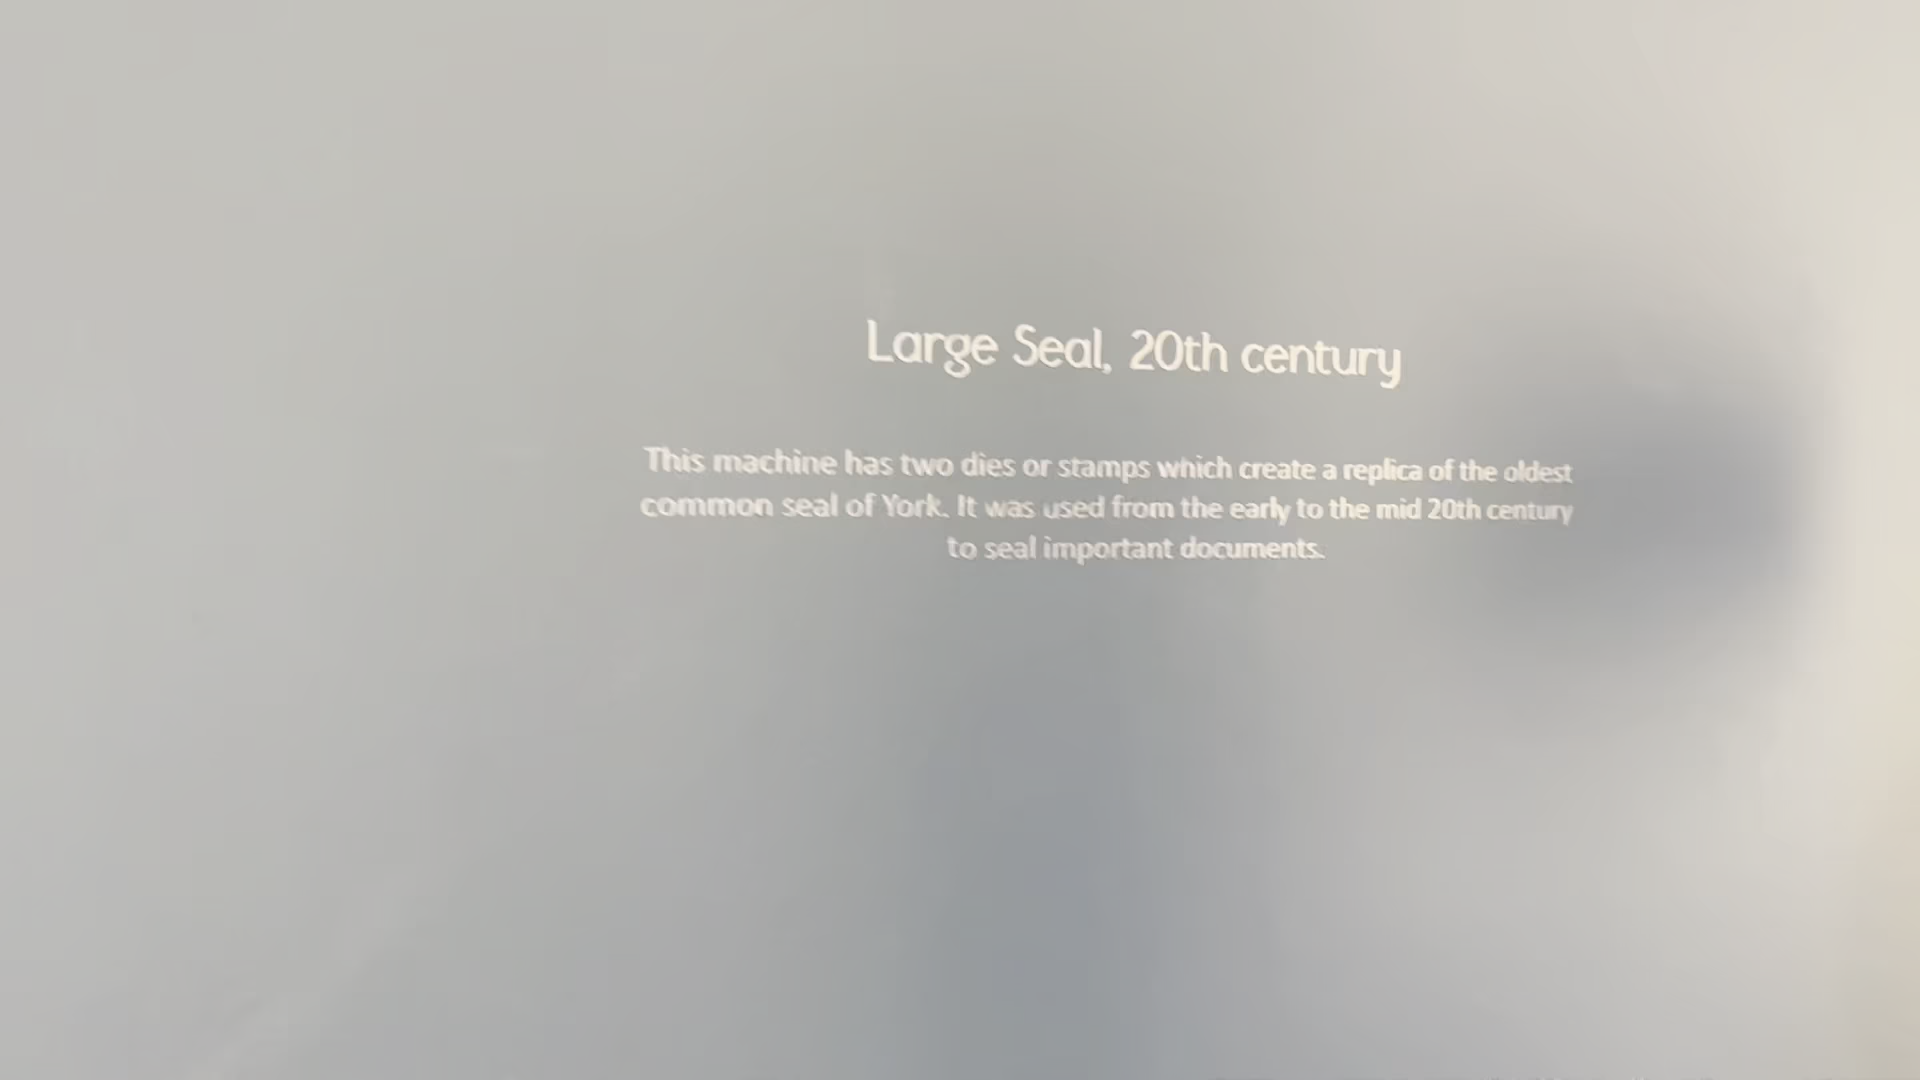 Large Seal, 20th century
This machine has two dies or stamps which create a replica of the oldest
common seal of York. It was used from the early to the mid 20th century
to seal important documents.